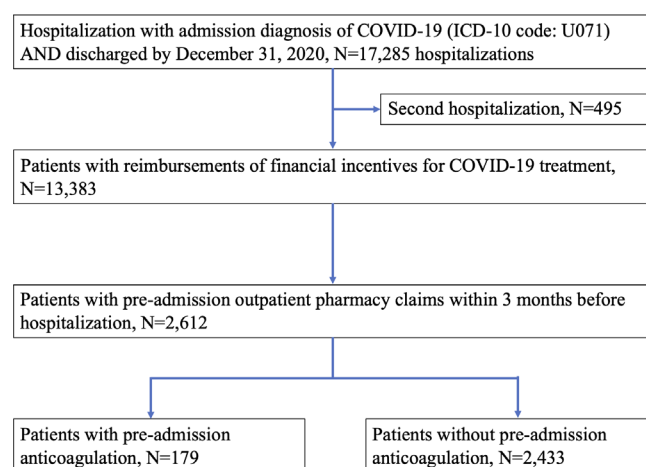 Hospitalization with admission diagnosis of COVID-19 (ICD-10 code: U071)
AND discharged by December 31, 2020, N=17,285 hospitalizations
Second hospitalization, N=495
Patients with reimbursements of financial incentives for COVID-19 treatment,
N=13,383
Patients with pre-admission outpatient pharmacy claims within 3 months before
hospitalization, N=2,612
Patients with pre-admission
anticoagulation, N=179
Patients without pre-admission
anticoagulation, N=2,433